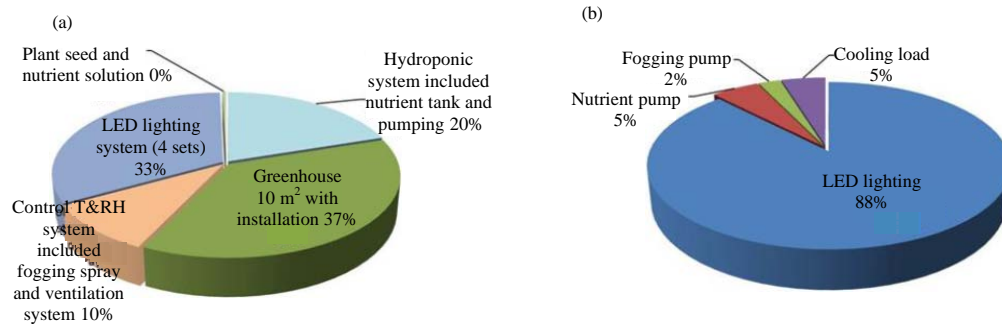 (a)
Plant seed and
nutrient solution 0%
Hydroponic
system included
nutrient tank and
pumping 20%
LED lighting
system (4 sets)
33%
Greenhouse
10 m² with
installation 37%
Control T&RH
system
included
fogging spray
and ventilation
system 10%
(b)
Fogging pump
2%
Cooling load
5%
Nutrient pump
5%
LED lighting
88%